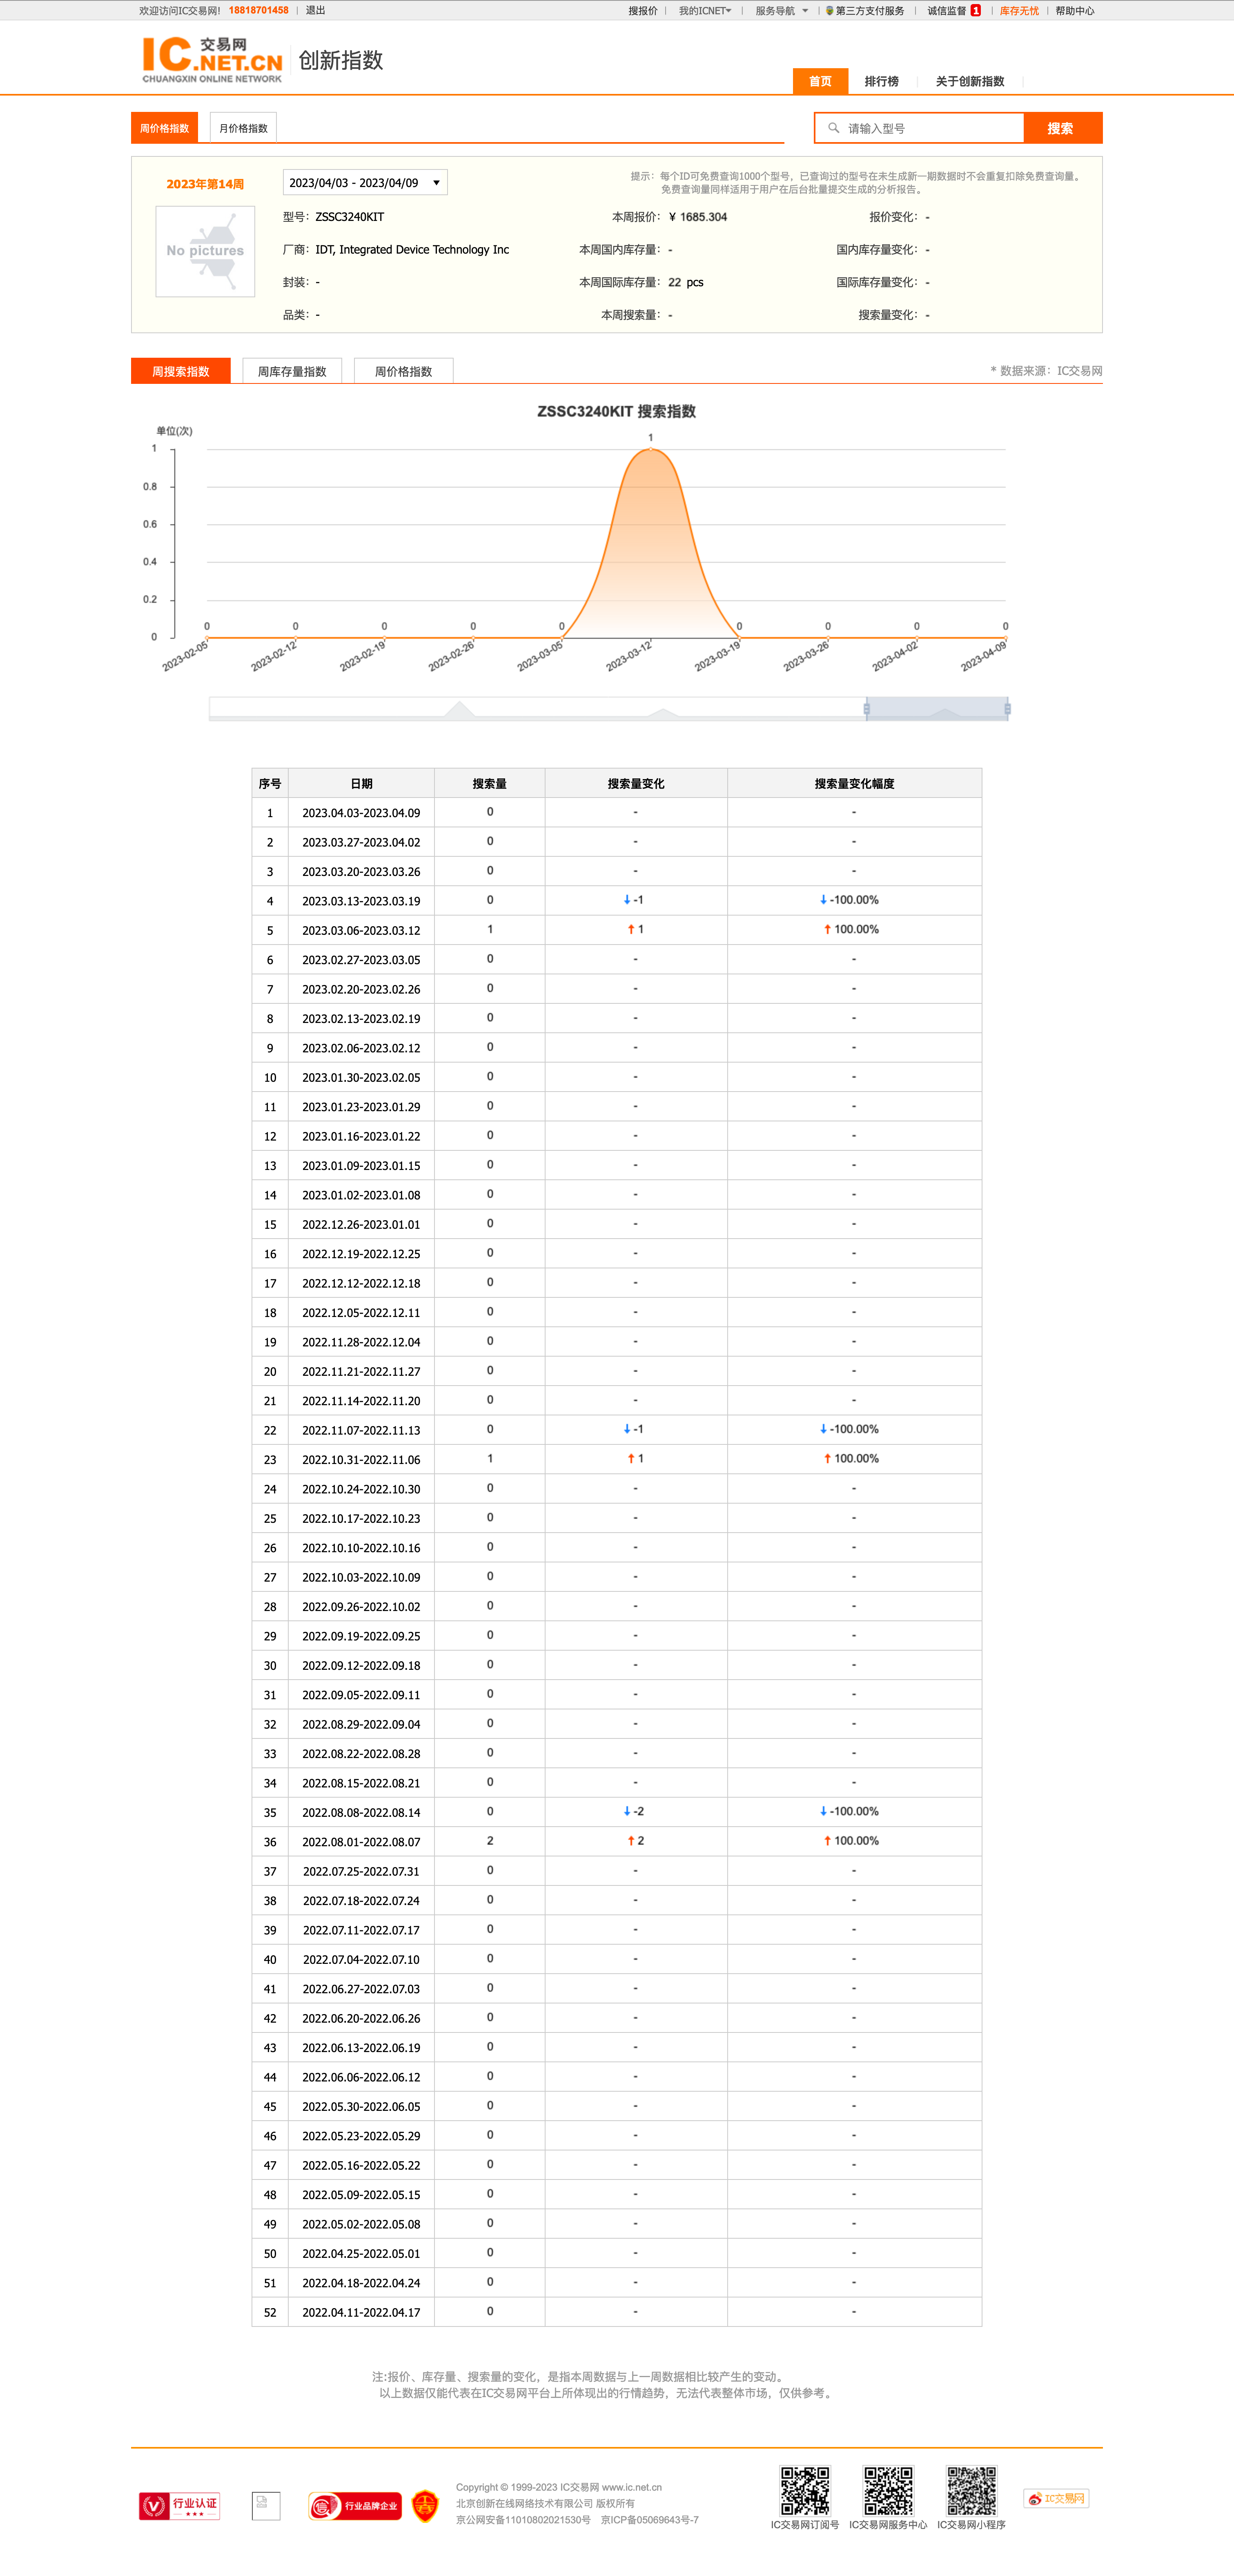 欢迎访问IC交易网! 18818701458 | 退出 搜报价 | 我的ICNET | 服务导航 | 第三方支付服务 | 诚信监督 1 | 库存无忧 | 帮助中心
IC 交易网
.NET.CN
CHUANGXIN ONLINE NETWORK
创新指数
首页 排行榜 关于创新指数
周价格指数 月价格指数 请输入型号 搜索
2023年第14周 2023/04/03 - 2023/04/09
提示：每个ID可免费查询1000个型号，已查询过的型号在未生成新一期数据时不会重复扣除免费查询量。
免费查询量同样适用于用户在后台批量提交生成的分析报告。
No pictures
型号：ZSSC3240KIT 本周报价：¥ 1685.304 报价变化：-
厂商：IDT, Integrated Device Technology Inc 本周国内库存量：- 国内库存量变化：-
封装：- 本周国际库存量：22 pcs 国际库存量变化：-
品类：- 本周搜索量：- 搜索量变化：-
周搜索指数 周库存量指数 周价格指数 * 数据来源：IC交易网
ZSSC3240KIT 搜索指数
单位(次)
1
1
0.8
0.6
0.4
0.2
0 0 0 0 0 0 0 0 0 0
2023-02-05 2023-02-12 2023-02-19 2023-02-26 2023-03-05 2023-03-12 2023-03-19 2023-03-26 2023-04-02 2023-04-09
序号 日期 搜索量 搜索量变化 搜索量变化幅度
1 2023.04.03-2023.04.09 0 - -
2 2023.03.27-2023.04.02 0 - -
3 2023.03.20-2023.03.26 0 - -
4 2023.03.13-2023.03.19 0 ↓-1 ↓-100.00%
5 2023.03.06-2023.03.12 1 ↑1 ↑100.00%
6 2023.02.27-2023.03.05 0 - -
7 2023.02.20-2023.02.26 0 - -
8 2023.02.13-2023.02.19 0 - -
9 2023.02.06-2023.02.12 0 - -
10 2023.01.30-2023.02.05 0 - -
11 2023.01.23-2023.01.29 0 - -
12 2023.01.16-2023.01.22 0 - -
13 2023.01.09-2023.01.15 0 - -
14 2023.01.02-2023.01.08 0 - -
15 2022.12.26-2023.01.01 0 - -
16 2022.12.19-2022.12.25 0 - -
17 2022.12.12-2022.12.18 0 - -
18 2022.12.05-2022.12.11 0 - -
19 2022.11.28-2022.12.04 0 - -
20 2022.11.21-2022.11.27 0 - -
21 2022.11.14-2022.11.20 0 - -
22 2022.11.07-2022.11.13 0 ↓-1 ↓-100.00%
23 2022.10.31-2022.11.06 1 ↑1 ↑100.00%
24 2022.10.24-2022.10.30 0 - -
25 2022.10.17-2022.10.23 0 - -
26 2022.10.10-2022.10.16 0 - -
27 2022.10.03-2022.10.09 0 - -
28 2022.09.26-2022.10.02 0 - -
29 2022.09.19-2022.09.25 0 - -
30 2022.09.12-2022.09.18 0 - -
31 2022.09.05-2022.09.11 0 - -
32 2022.08.29-2022.09.04 0 - -
33 2022.08.22-2022.08.28 0 - -
34 2022.08.15-2022.08.21 0 - -
35 2022.08.08-2022.08.14 0 ↓-2 ↓-100.00%
36 2022.08.01-2022.08.07 2 ↑2 ↑100.00%
37 2022.07.25-2022.07.31 0 - -
38 2022.07.18-2022.07.24 0 - -
39 2022.07.11-2022.07.17 0 - -
40 2022.07.04-2022.07.10 0 - -
41 2022.06.27-2022.07.03 0 - -
42 2022.06.20-2022.06.26 0 - -
43 2022.06.13-2022.06.19 0 - -
44 2022.06.06-2022.06.12 0 - -
45 2022.05.30-2022.06.05 0 - -
46 2022.05.23-2022.05.29 0 - -
47 2022.05.16-2022.05.22 0 - -
48 2022.05.09-2022.05.15 0 - -
49 2022.05.02-2022.05.08 0 - -
50 2022.04.25-2022.05.01 0 - -
51 2022.04.18-2022.04.24 0 - -
52 2022.04.11-2022.04.17 0 - -
注:报价、库存量、搜索量的变化，是指本周数据与上一周数据相比较产生的变动。
以上数据仅能代表在IC交易网平台上所体现出的行情趋势，无法代表整体市场，仅供参考。
行业认证 行业品牌企业
Copyright © 1999-2023 IC交易网 www.ic.net.cn
北京创新在线网络技术有限公司 版权所有
京公网安备11010802021530号 京ICP备05069643号-7
IC交易网订阅号 IC交易网服务中心 IC交易网小程序
IC交易网